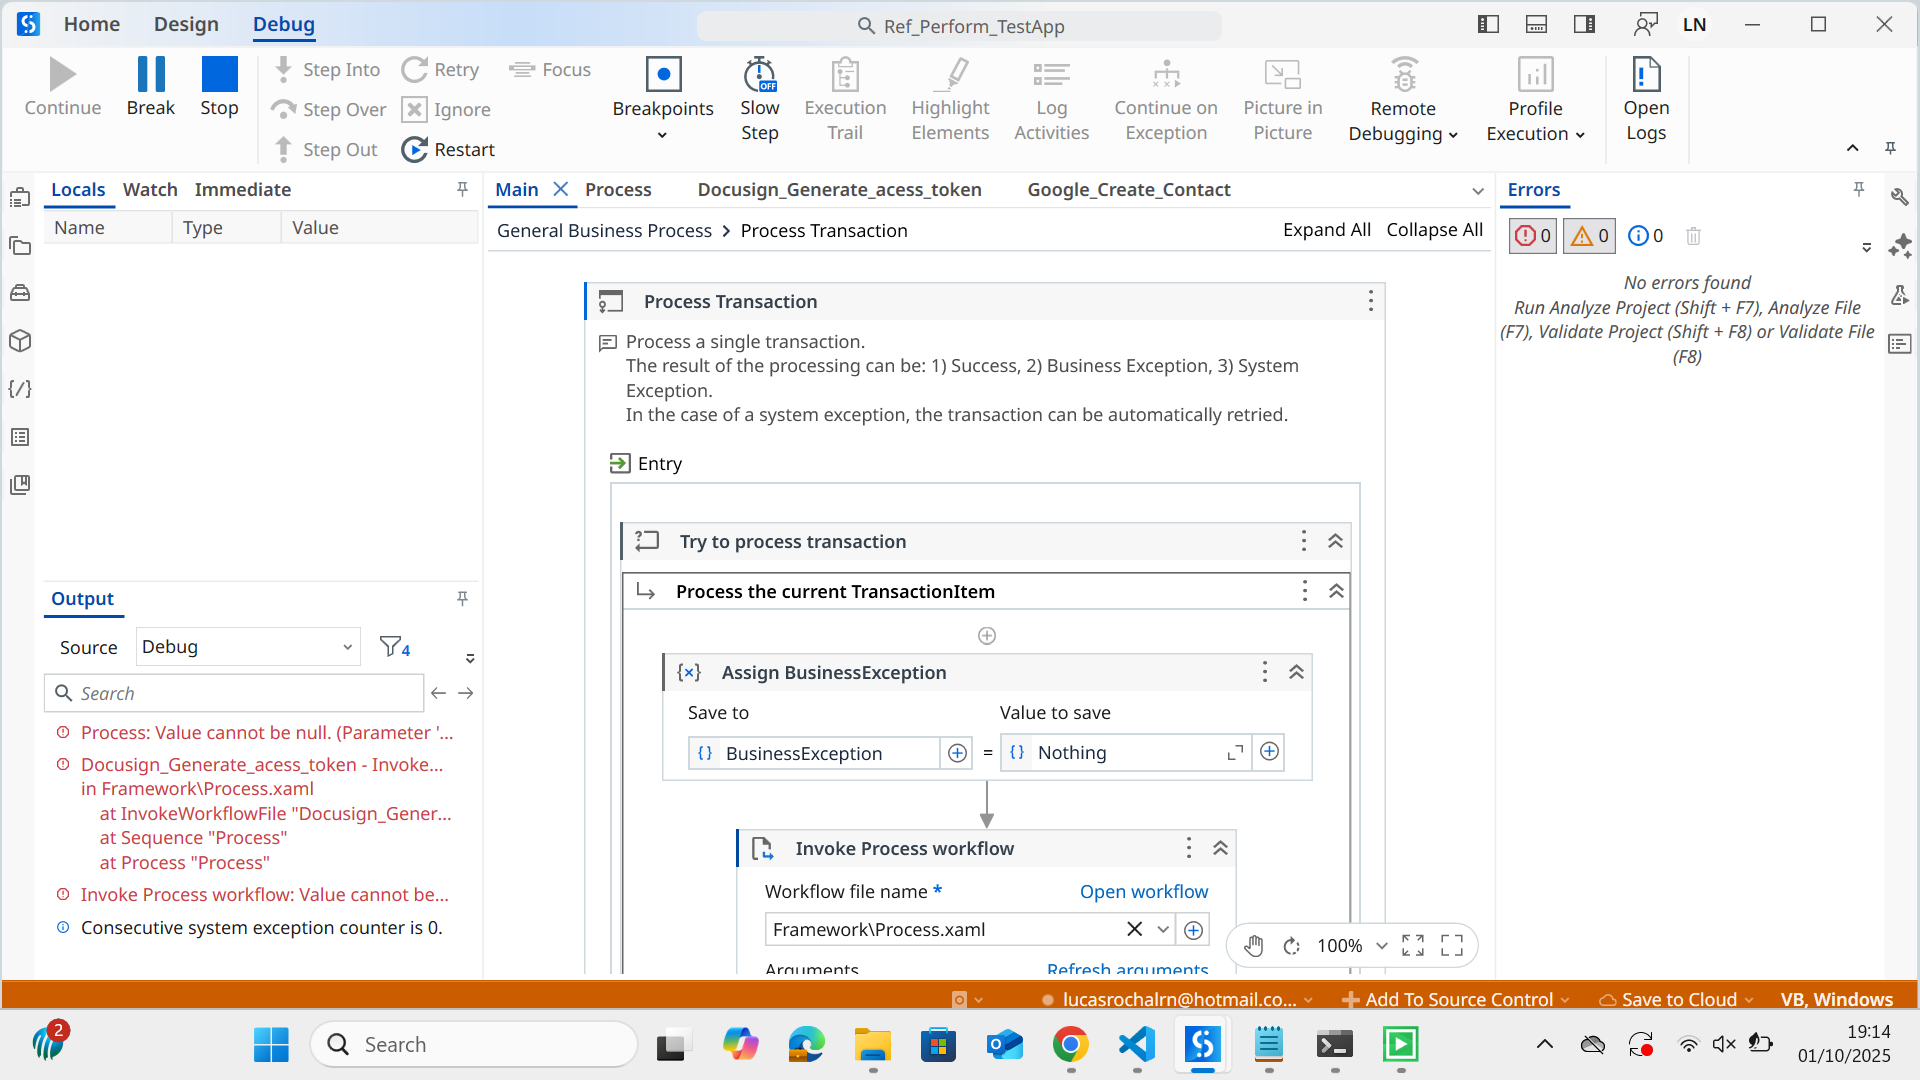 Home
Design
Debug
Ref_Perform_TestApp
LN
Continue
Break
Stop
Step Into
Step Over
Step Out
Retry
Ignore
Restart
Focus
Breakpoints
Slow
Step
OFF
Execution
Trail
Highlight
Elements
Log
Activities
Continue on
Exception
Picture in
Picture
Remote
Debugging
Profile
Execution
Open
Logs
Locals
Watch
Immediate
Name
Type
Value
Main
Process
Docusign_Generate_acess_token
Google_Create_Contact
General Business Process > Process Transaction
Expand All
Collapse All
Process Transaction
Process a single transaction.
The result of the processing can be: 1) Success, 2) Business Exception, 3) System
Exception.
In the case of a system exception, the transaction can be automatically retried.
Entry
Try to process transaction
Process the current TransactionItem
Assign BusinessException
Save to
Value to save
BusinessException
=
Nothing
Invoke Process workflow
Workflow file name *
Open workflow
Framework\Process.xaml
Arguments
Refresh arguments
100%
Errors
0
0
0
No errors found
Run Analyze Project (Shift + F7), Analyze File
(F7), Validate Project (Shift + F8) or Validate File
(F8)
Output
Source
Debug
4
Search
Process: Value cannot be null. (Parameter '...
Docusign_Generate_acess_token - Invoke...
in Framework\Process.xaml
at InvokeWorkflowFile "Docusign_Gener...
at Sequence "Process"
at Process "Process"
Invoke Process workflow: Value cannot be...
Consecutive system exception counter is 0.
lucasrochalrn@hotmail.co...
Add To Source Control
Save to Cloud
VB, Windows
2
Search
19:14
01/10/2025